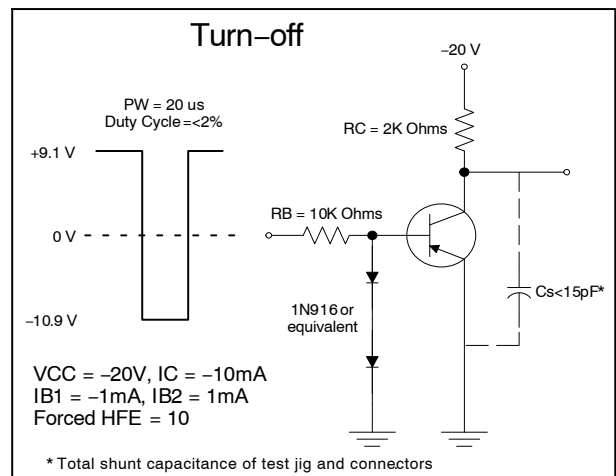 Turn–off
–20 V
PW = 20 us
Duty Cycle=<2%
RC = 2K Ohms
+9.1 V
RB = 10K Ohms
0 V
Cs<15pF*
1N916 or
equivalent
–10.9 V
VCC = –20V, IC = –10mA
IB1 = –1mA, IB2 = 1mA
Forced HFE = 10
* Total shunt capacitance of test jig and connectors